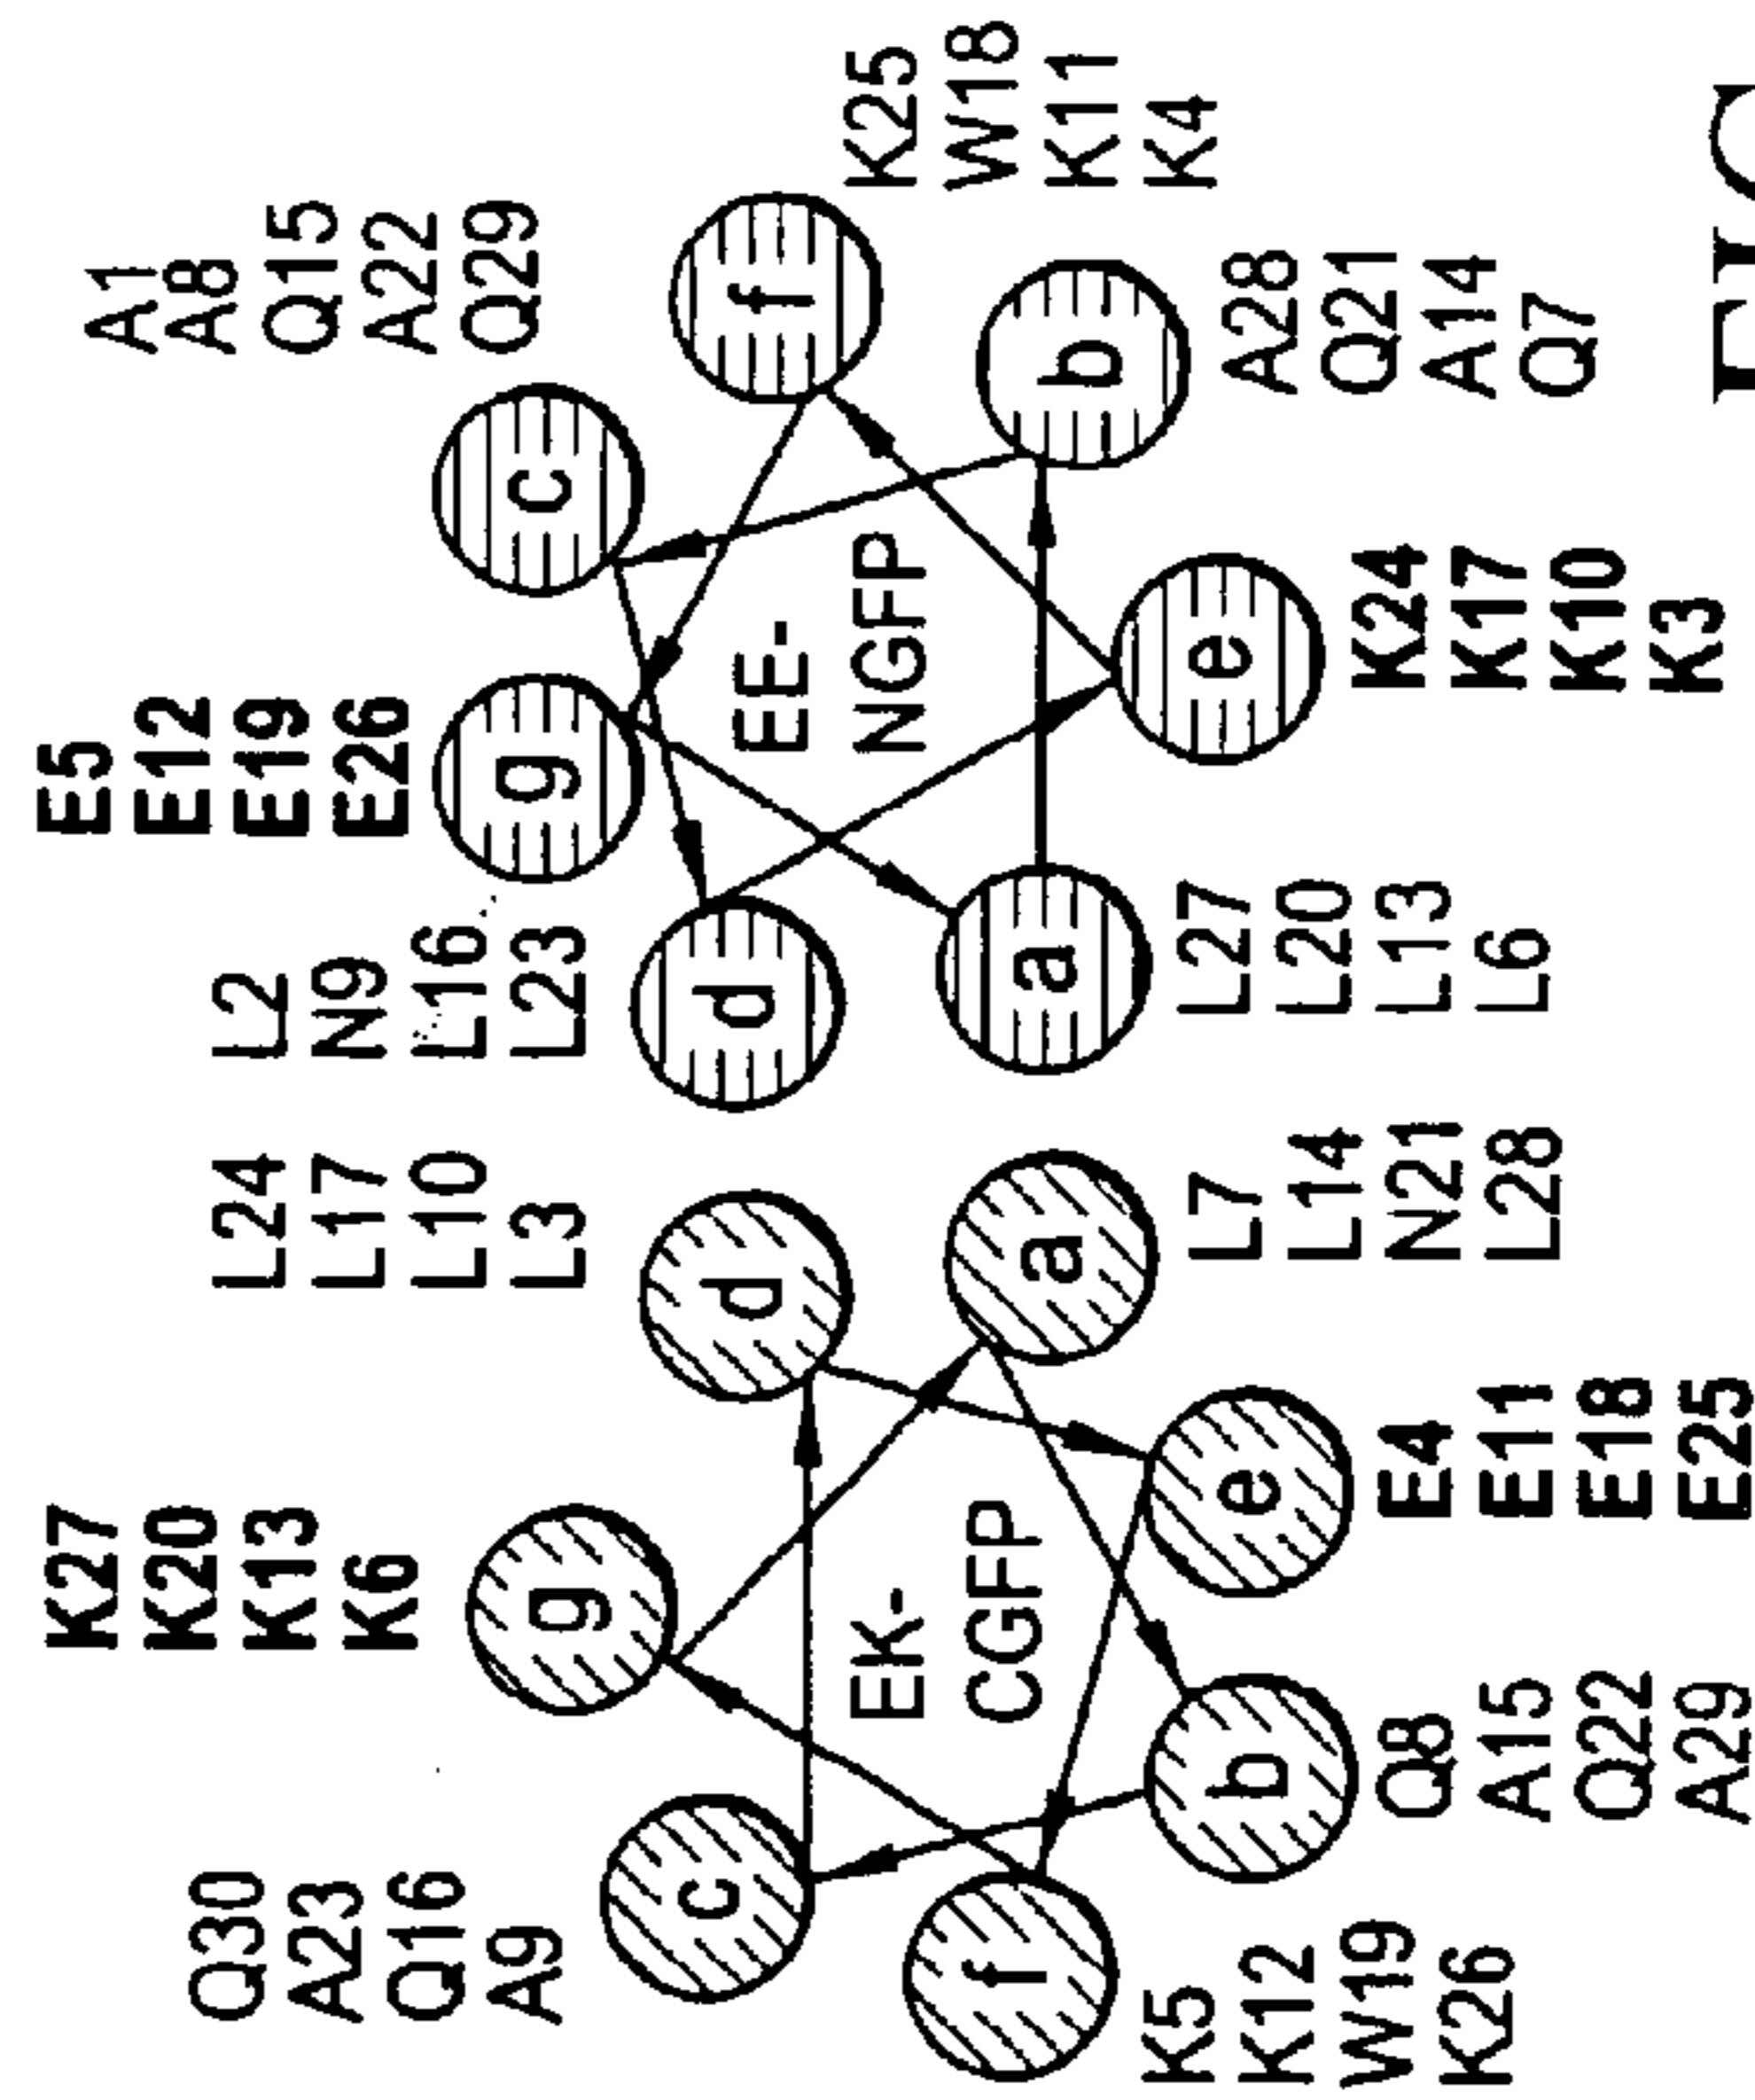 K27
K20
K13
K6
Q30
A23
Q16
A9
L24
L17
L10
L3
g
c
d
EK-
CGFP
f
a
b
e
K5
K12
W19
K26
Q8
A15
Q22
A29
E4
E11
E18
E25
L7
L14
N21
L28
E5
E12
E19
E26
A1
A8
Q15
A22
Q29
L2
N9
L16
L23
g
c
d
f
EE-
NGFP
K25
W18
K11
K4
a
b
e
L27
L20
L13
L6
K24
K17
K10
K3
A28
Q21
A14
Q7